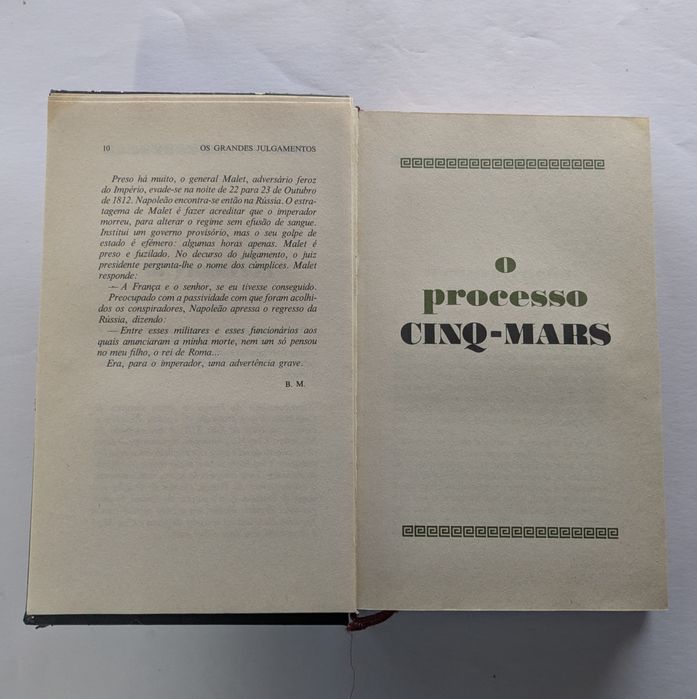 10 OS GRANDES JULGAMENTOS
Preso há muito, o general Malet, adversário feroz
do Império, evade-se na noite de 22 para 23 de Outubro
de 1812. Napoleão encontra-se então na Rússia. O estra-
tagema de Malet é fazer acreditar que o imperador
morreu, para alterar o regime sem efusão de sangue.
Institui um governo provisório, mas o seu golpe de
estado é efêmero: algumas horas apenas. Malet é
preso e fuzilado. No decurso do julgamento, o juiz
presidente pergunta-lhe o nome dos cúmplices. Malet
responde:
— A França e o senhor, se eu tivesse conseguido.
Preocupado com a passividade com que foram acolhi-
dos os conspiradores, Napoleão apressa o regresso da
Rússia, dizendo:
— Entre esses militares e esses funcionários aos
quais anunciaram a minha morte, nem um só pensou
no meu filho, o rei de Roma...
Era, para o imperador, uma advertência grave.
B. M.
o
processo
CINQ-MARS